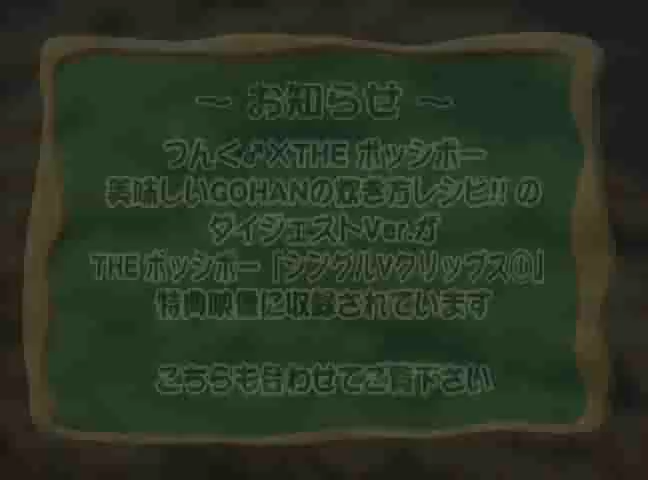 ～ お知らせ ～
つんく♂×THE ポッシボー
美味しいGOHANの炊き方レシピ!! の
ダイジェストVer.が
THE ポッシボー「シングルVクリップス①」
特典映像に収録されています
こちらも合わせてご覧下さい